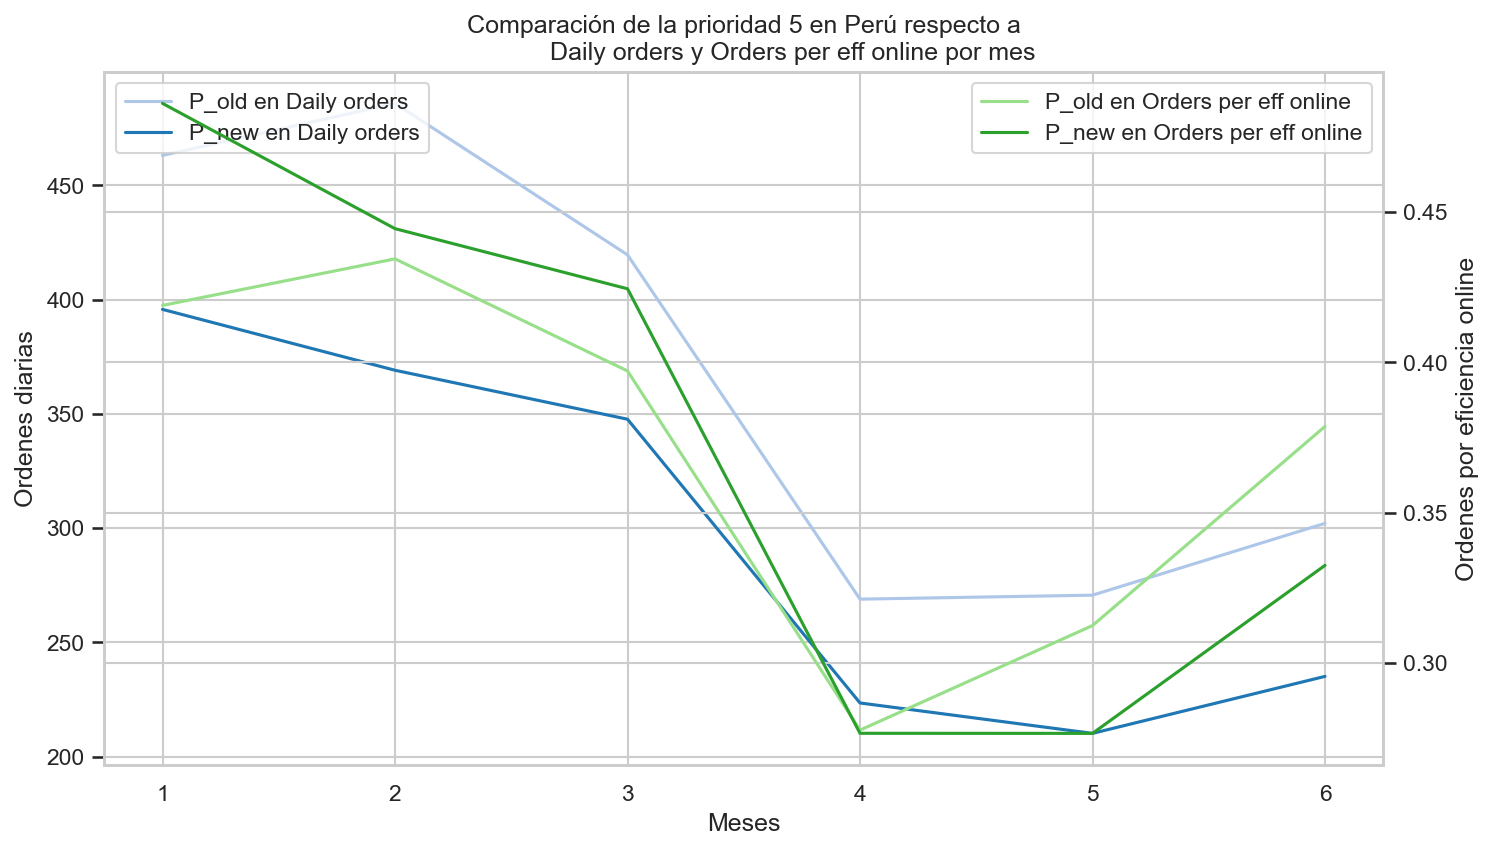 Comparación de la prioridad 5 en Perú respecto a
Daily orders y Orders per eff online por mes
P_old en Daily orders
P_new en Daily orders
P_old en Orders per eff online
P_new en Orders per eff online
Ordenes diarias
450
400
350
300
250
200
Ordenes por eficiencia online
0.45
0.40
0.35
0.30
1 2 3 4 5 6
Meses